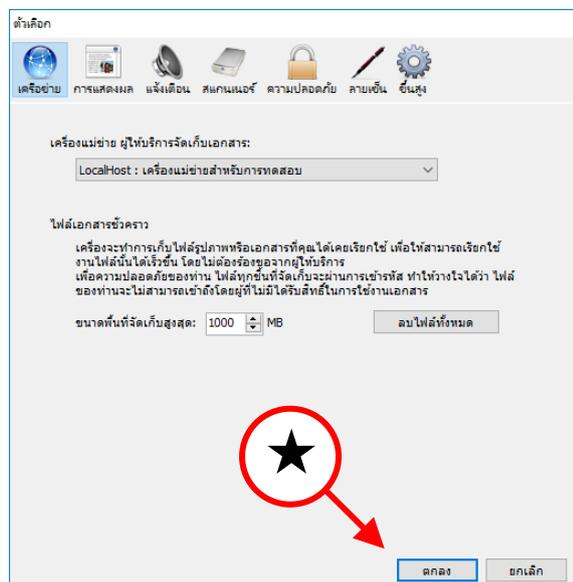 ตัวเลือก
เครือข่าย การแสดงผล แจ้งเตือน สแกนเนอร์ ความปลอดภัย ลายเซ็น ขั้นสูง
เครื่องแม่ข่าย ผู้ให้บริการจัดเก็บเอกสาร:
LocalHost : เครื่องแม่ข่ายสำหรับการทดสอบ
ไฟล์เอกสารชั่วคราว
เครื่องจะทำการเก็บไฟล์รูปภาพหรือเอกสารที่คุณได้เคยเรียกใช้ เพื่อให้สามารถเรียกใช้
งานไฟล์นั้นได้เร็วขึ้น โดยไม่ต้องร้องขอจากผู้ให้บริการ
เพื่อความปลอดภัยของท่าน ไฟล์ทุกชิ้นที่จัดเก็บจะผ่านการเข้ารหัส ทำให้วางใจได้ว่า ไฟล์
ของท่านจะไม่สามารถเข้าถึงโดยผู้ที่ไม่มิได้รับสิทธิ์ในการใช้งานเอกสาร
ขนาดพื้นที่จัดเก็บสูงสุด: 1000 MB ลบไฟล์ทั้งหมด
ตกลง ยกเลิก